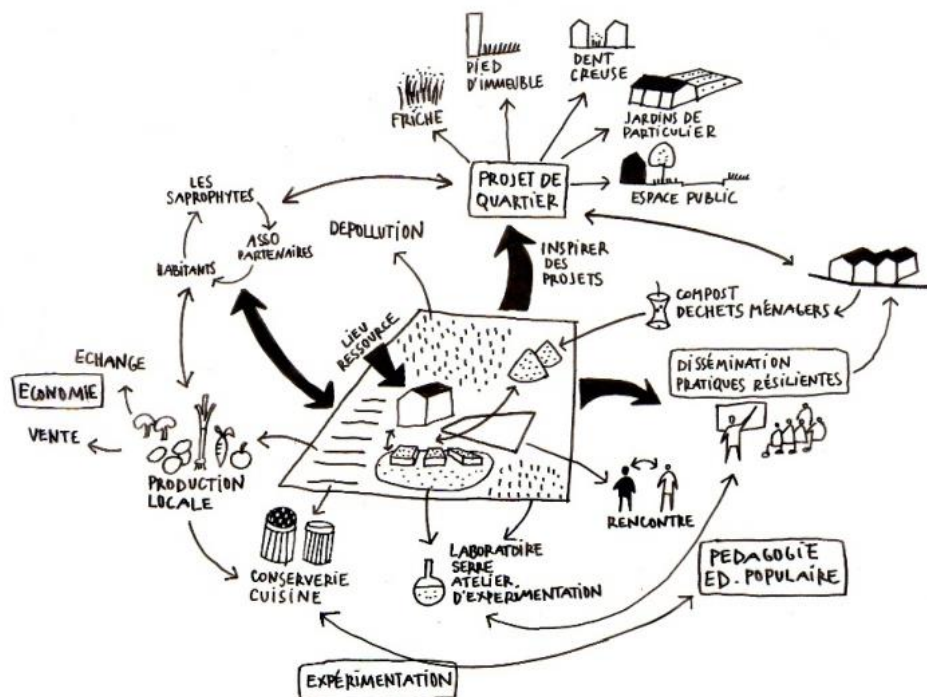 PIED
D'IMMEUBLE
DENT
CREUSE
FRICHE
JARDINS DE
PARTICULIER
PROJET DE
QUARTIER
ESPACE PUBLIC
LES
SAPROPHYTES
ASSO
PARTENAIRES
HABITANTS
DEPOLLUTION
INSPIRER
DES
PROJETS
COMPOST
DECHETS MÉNAGERS
LIEU
RESSOURCE
DISSÉMINATION
PRATIQUES RÉSILIENTES
ECHANGE
ECONOMIE
VENTE
PRODUCTION
LOCALE
RENCONTRE
CONSERVERIE
CUISINE
LABORATOIRE
SERRE
ATELIER
D'EXPERIMENTATION
PEDAGOGIE
ED. POPULAIRE
EXPÉRIMENTATION